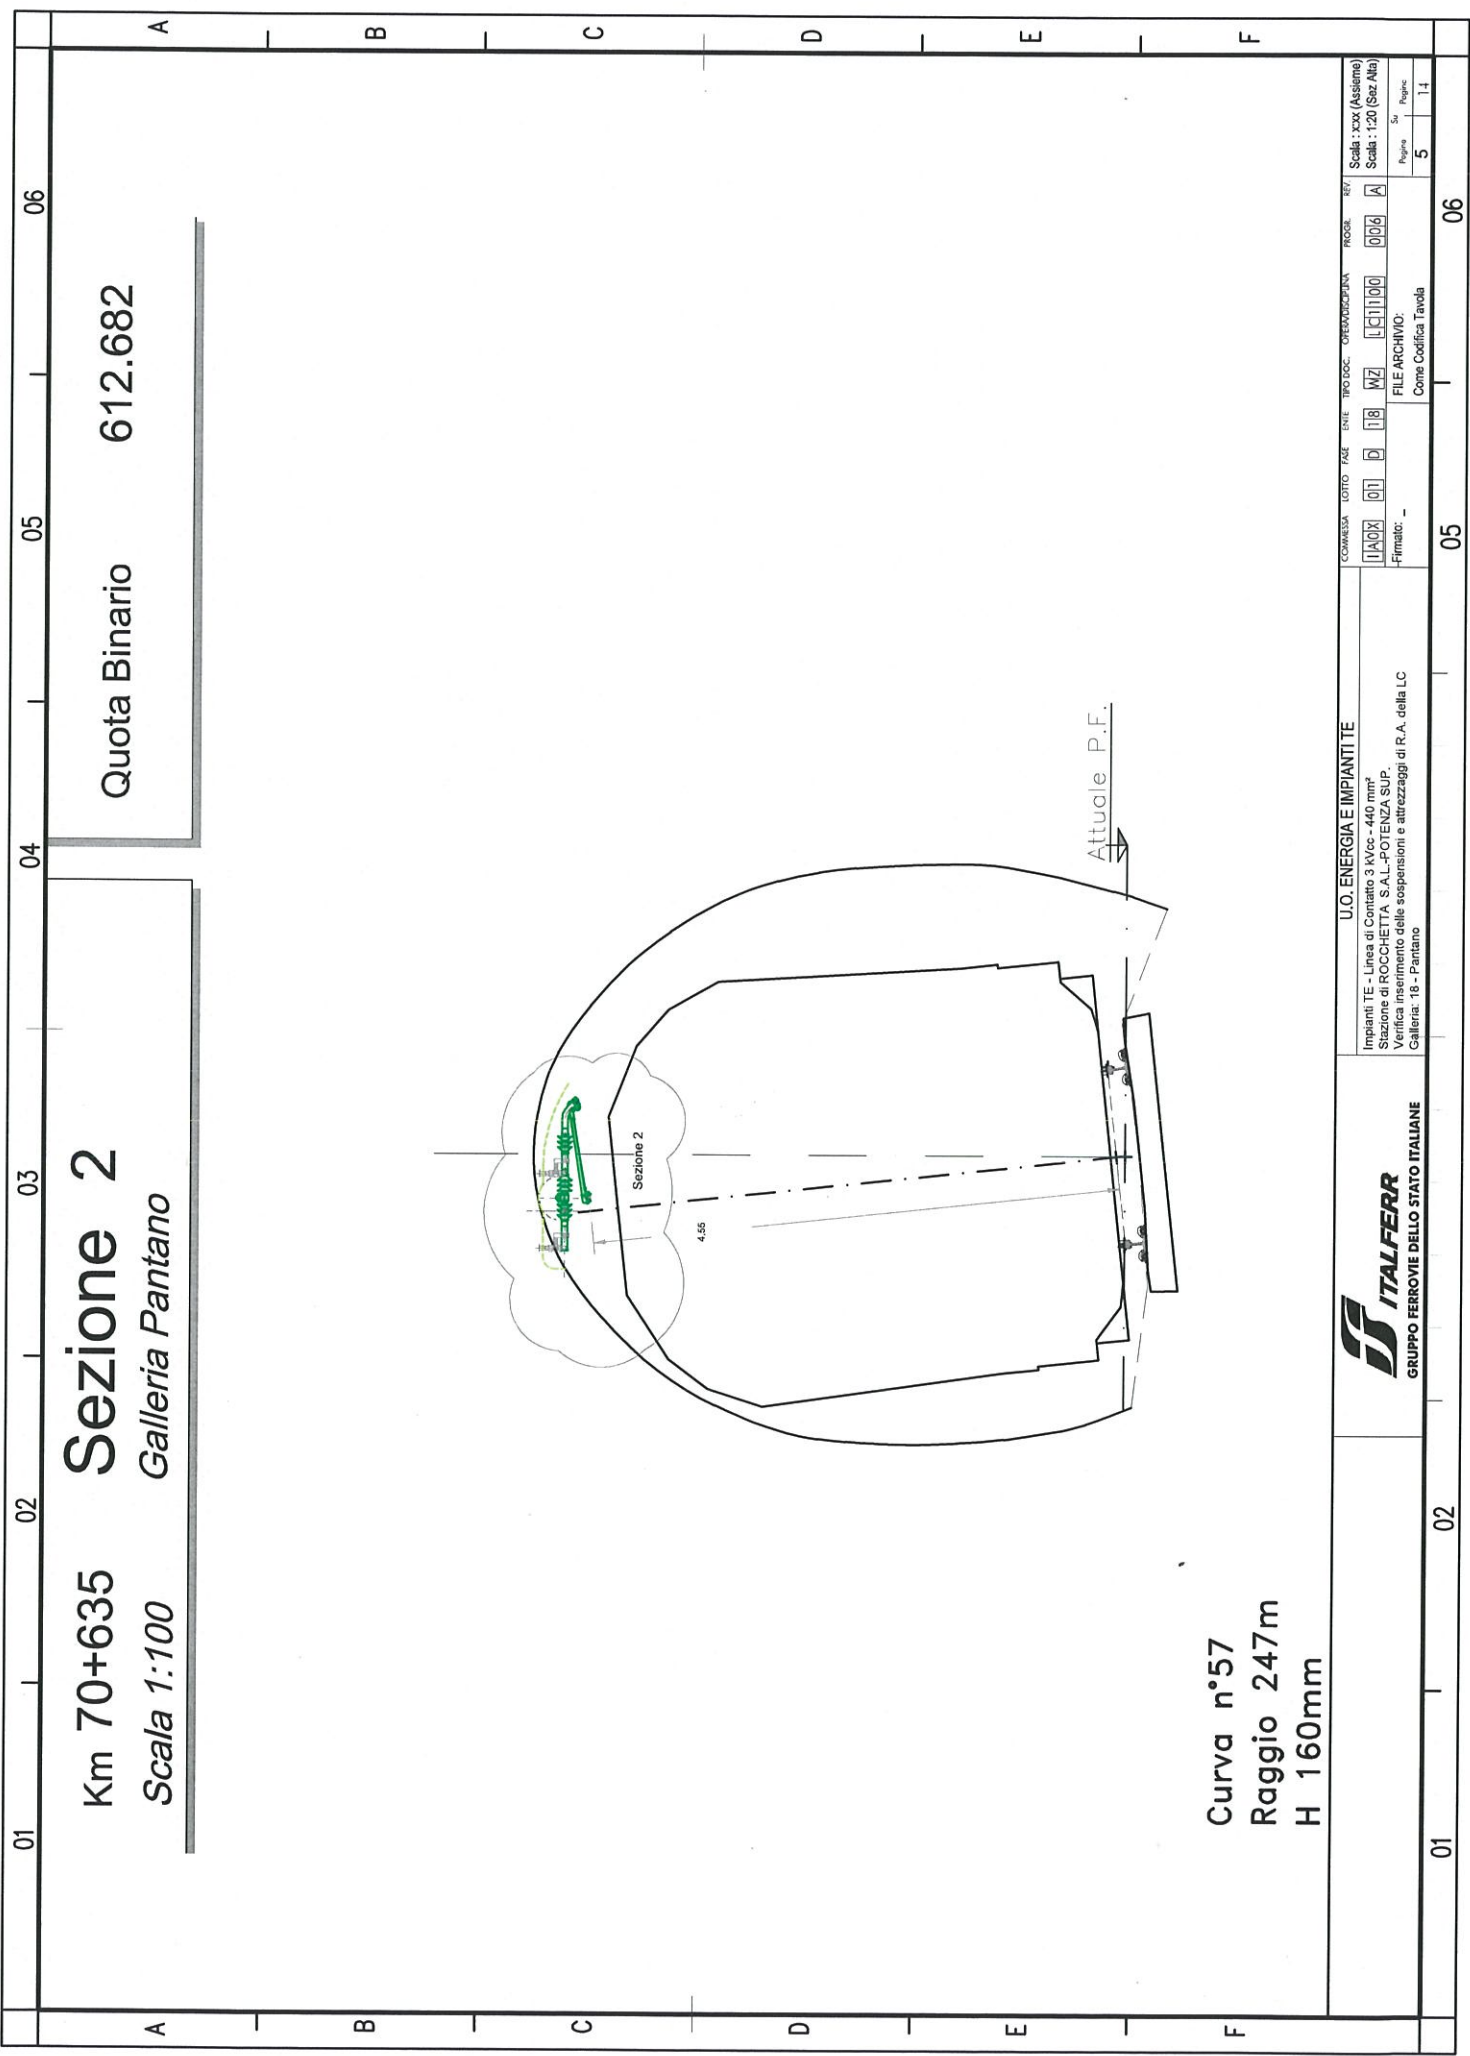 01 02 03 04 05 06
A
B
C
D
E
F
Km 70+635 Sezione 2
Scala 1:100 Galleria Pantano
Quota Binario 612.682
Sezione 2
4,55
Attuale P.F.
Curva n°57
Raggio 247m
H 160mm
ITALFERR
GRUPPO FERROVIE DELLO STATO ITALIANE
U.O. ENERGIA E IMPIANTI TE
Impianti TE - Linea di Contatto 3 kVcc - 440 mm²
Stazione di ROCCHETTA S.A.L.-POTENZA SUP.
Verifica inserimento delle sospensioni e attrezzaggi di R.A. della LC
Galleria: 18 - Pantano
COMMESSA LOTTO FASE ENTE TIPO DOC. OPERA/DISCIPLINA PROGR. REV.
IA0X 01 D 18 WZ LC1100 006 A
Firmato: _
FILE ARCHIVIO:
Come Codifica Tavola
Scala : x:xx (Assieme)
Scala : 1:20 (Sez Alta)
Pagina Su Pagine
5 14
A
B
C
D
E
F
01 02 05 06